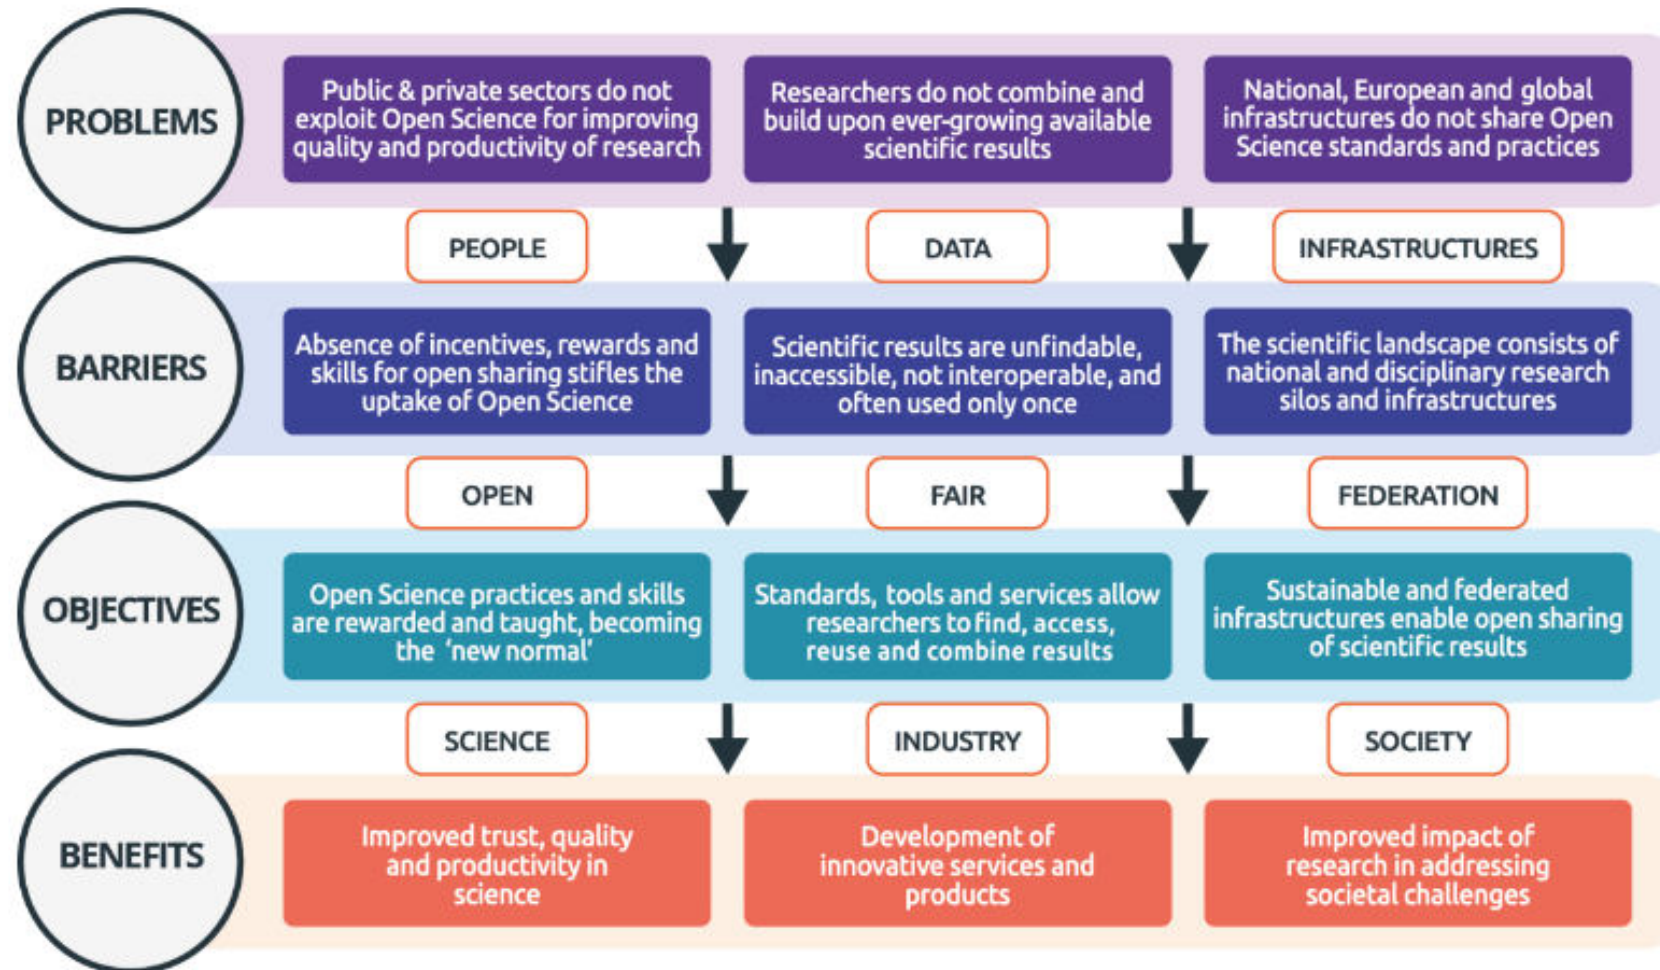 PROBLEMS
Public & private sectors do not
exploit Open Science for improving
quality and productivity of research
Researchers do not combine and
build upon ever-growing available
scientific results
National, European and global
infrastructures do not share Open
Science standards and practices
PEOPLE
DATA
INFRASTRUCTURES
BARRIERS
Absence of incentives, rewards and
skills for open sharing stifles the
uptake of Open Science
Scientific results are unfindable,
inaccessible, not interoperable, and
often used only once
The scientific landscape consists of
national and disciplinary research
silos and infrastructures
OPEN
FAIR
FEDERATION
OBJECTIVES
Open Science practices and skills
are rewarded and taught, becoming
the ‘new normal’
Standards, tools and services allow
researchers to find, access,
reuse and combine results
Sustainable and federated
infrastructures enable open sharing
of scientific results
SCIENCE
INDUSTRY
SOCIETY
BENEFITS
Improved trust, quality
and productivity in
science
Development of
innovative services and
products
Improved impact of
research in addressing
societal challenges